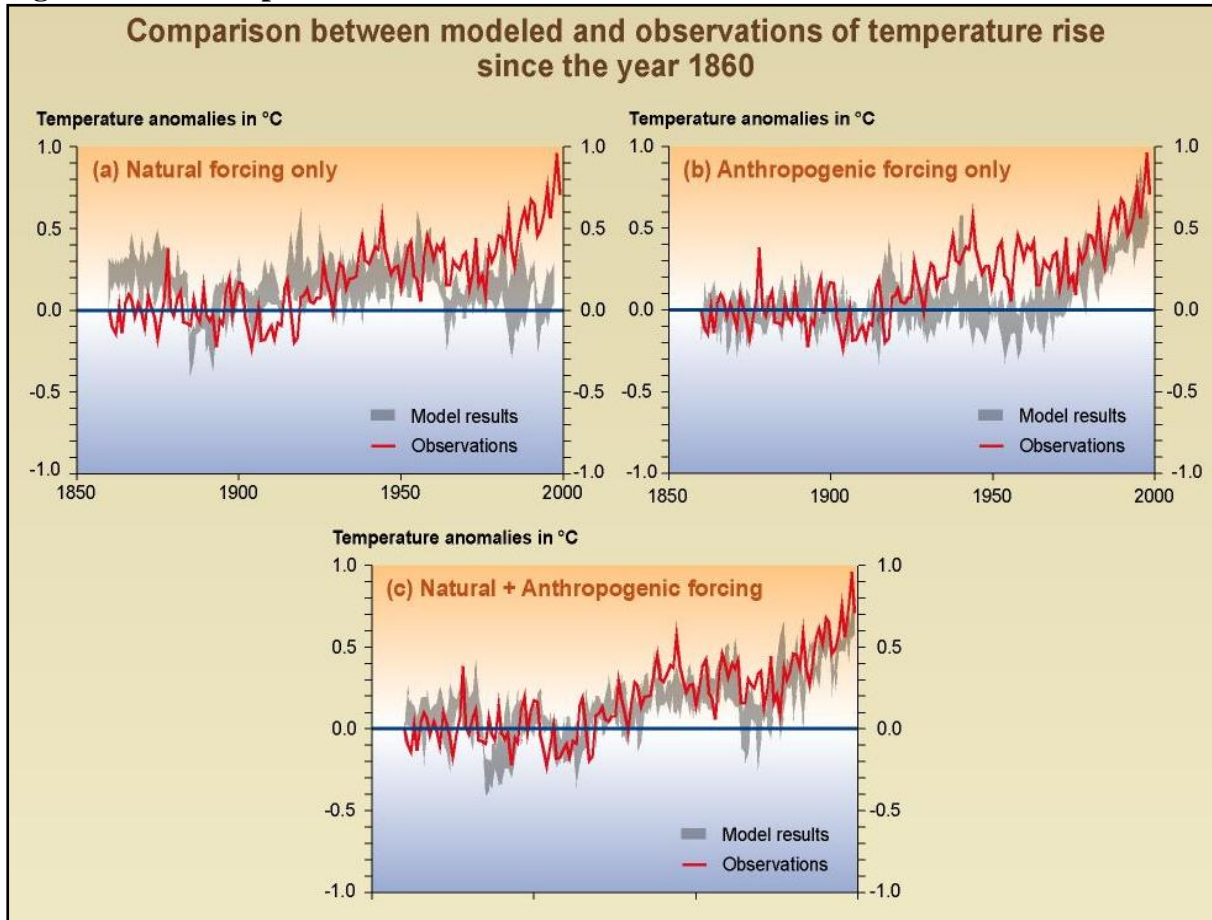 Comparison between modeled and observations of temperature rise
since the year 1860
Temperature anomalies in °C
1.0
0.5
0.0
-0.5
-1.0
1.0
0.5
0.0
-0.5
-1.0
(a) Natural forcing only
Model results
Observations
1850
1900
1950
2000
Temperature anomalies in °C
1.0
0.5
0.0
-0.5
-1.0
1.0
0.5
0.0
-0.5
-1.0
(b) Anthropogenic forcing only
Model results
Observations
1850
1900
1950
2000
Temperature anomalies in °C
1.0
0.5
0.0
-0.5
-1.0
1.0
0.5
0.0
-0.5
-1.0
(c) Natural + Anthropogenic forcing
Model results
Observations